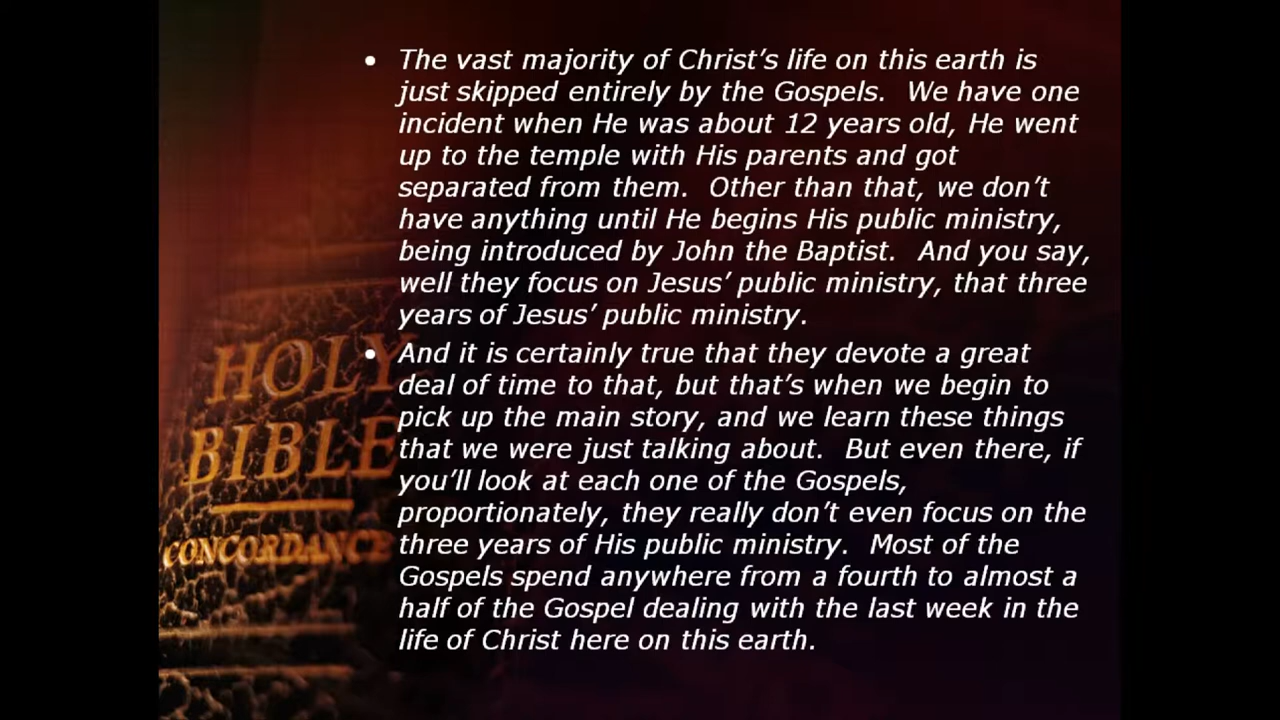 • The vast majority of Christ's life on this earth is
just skipped entirely by the Gospels.  We have one
incident when He was about 12 years old, He went
up to the temple with His parents and got
separated from them.  Other than that, we don't
have anything until He begins His public ministry,
being introduced by John the Baptist.  And you say,
well they focus on Jesus' public ministry, that three
years of Jesus' public ministry.
• And it is certainly true that they devote a great
deal of time to that, but that's when we begin to
pick up the main story, and we learn these things
that we were just talking about.  But even there, if
you'll look at each one of the Gospels,
proportionately, they really don't even focus on the
three years of His public ministry.  Most of the
Gospels spend anywhere from a fourth to almost a
half of the Gospel dealing with the last week in the
life of Christ here on this earth.
HOLY
BIBLE
CONCORDANCE